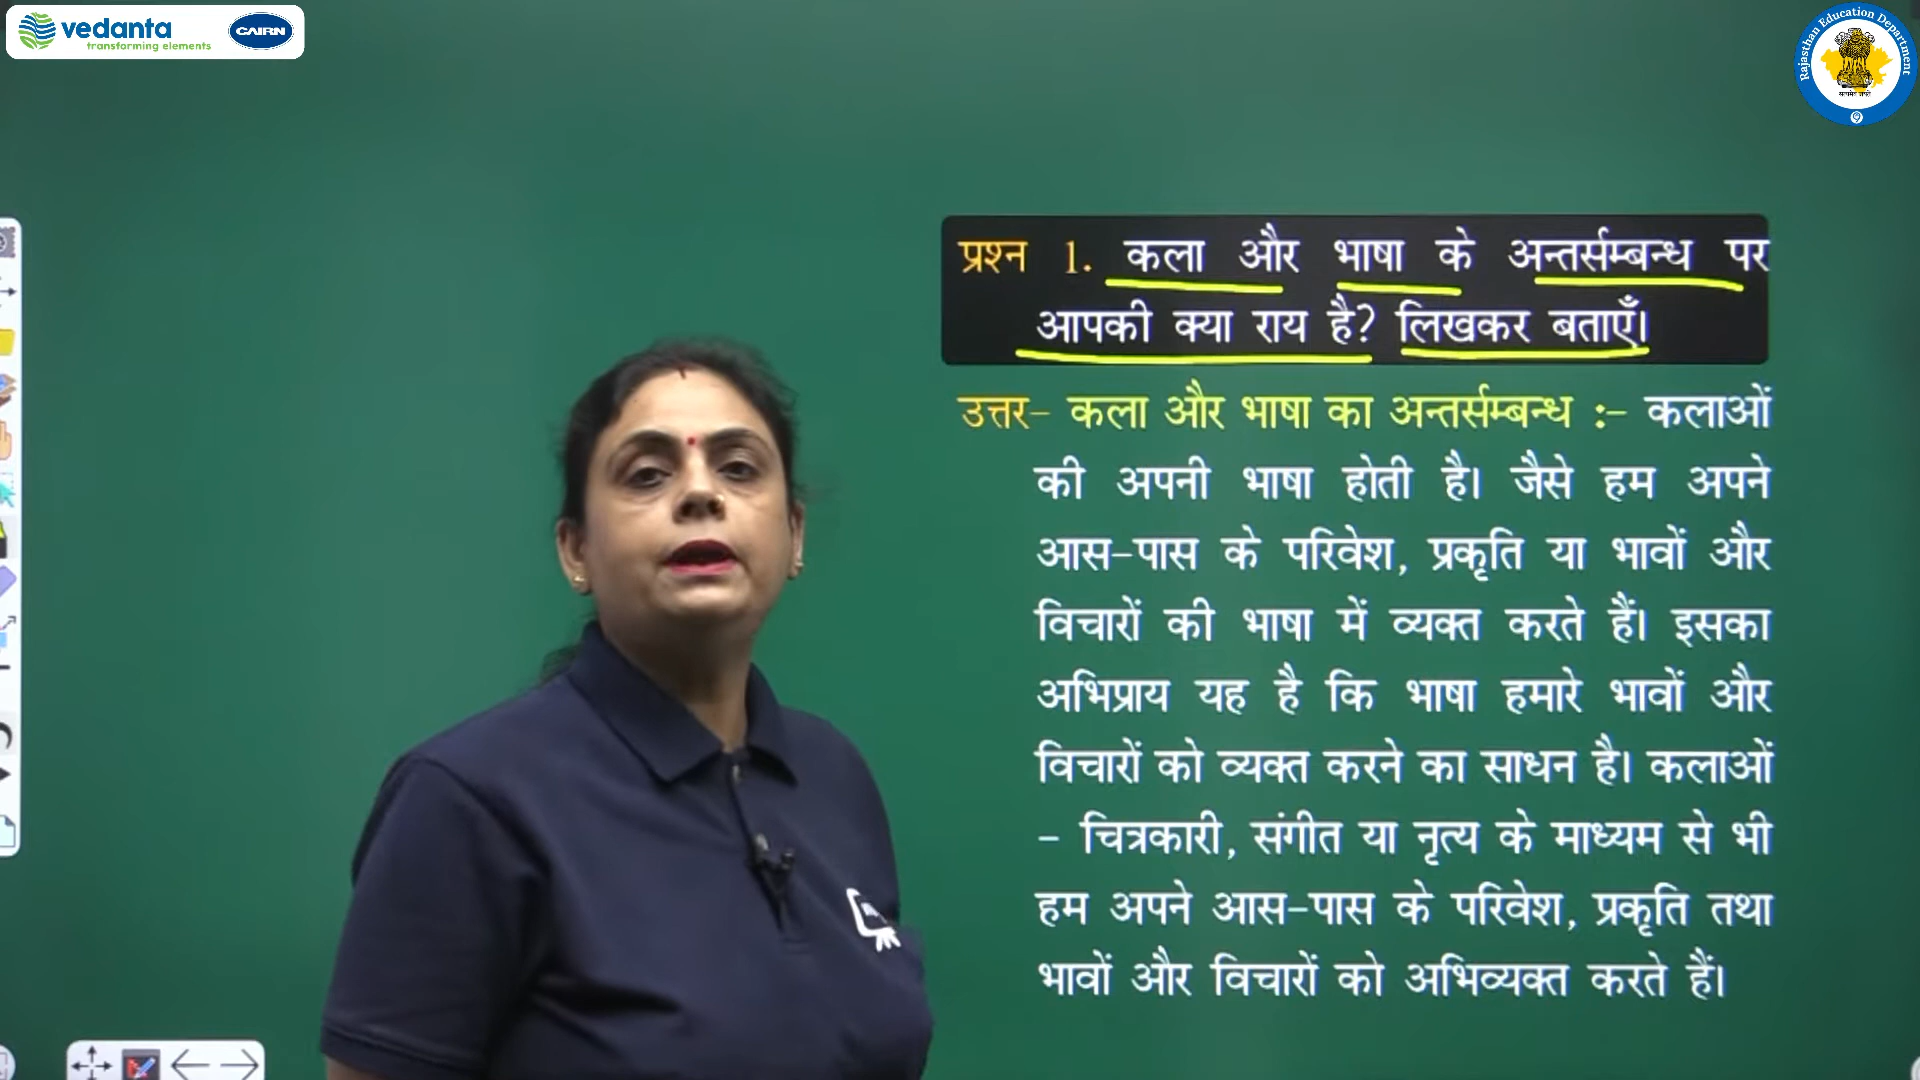 vedanta
transforming elements
CAIRN
Rajasthan Education Department
सत्यमेव जयते
प्रश्न 1. कला और भाषा के अन्तर्सम्बन्ध पर
आपकी क्या राय है? लिखकर बताएँ।
उत्तर- कला और भाषा का अन्तर्सम्बन्ध :- कलाओं
की अपनी भाषा होती है। जैसे हम अपने
आस-पास के परिवेश, प्रकृति या भावों और
विचारों की भाषा में व्यक्त करते हैं। इसका
अभिप्राय यह है कि भाषा हमारे भावों और
विचारों को व्यक्त करने का साधन है। कलाओं
- चित्रकारी, संगीत या नृत्य के माध्यम से भी
हम अपने आस-पास के परिवेश, प्रकृति तथा
भावों और विचारों को अभिव्यक्त करते हैं।